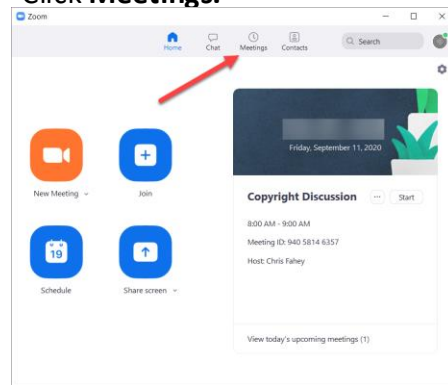 Click Meetings.
Zoom
Home Chat Meetings Contacts Search
Friday, September 11, 2020
New Meeting Join
Copyright Discussion ... Start
8:00 AM - 9:00 AM
Meeting ID: 940 5814 6357
Host: Chris Fahey
19
Schedule Share screen
View today's upcoming meetings (1)